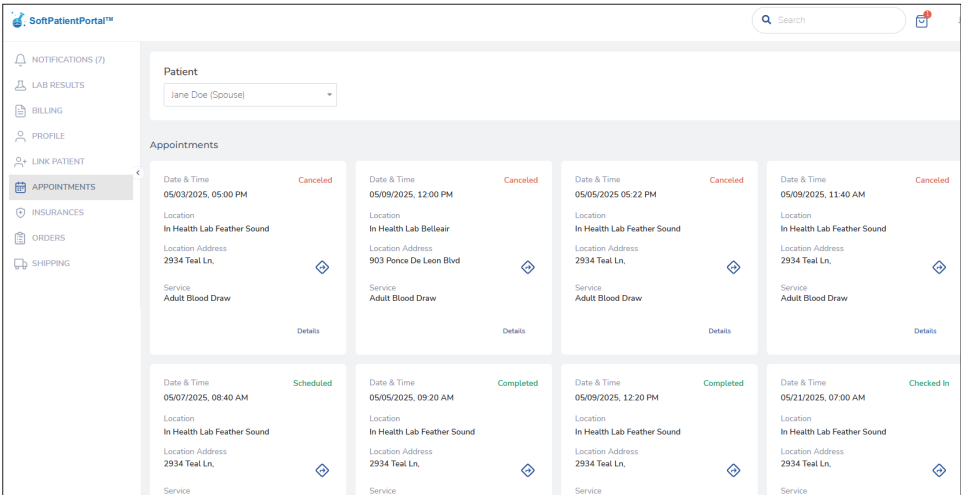 SoftPatientPortal™
Search
1
NOTIFICATIONS (7)
LAB RESULTS
BILLING
PROFILE
LINK PATIENT
APPOINTMENTS
INSURANCES
ORDERS
SHIPPING
Patient
Jane Doe (Spouse)
Appointments
Date & Time Canceled
05/03/2025, 05:00 PM
Location
In Health Lab Feather Sound
Location Address
2934 Teal Ln,
Service
Adult Blood Draw
Details
Date & Time Canceled
05/09/2025, 12:00 PM
Location
In Health Lab Belleair
Location Address
903 Ponce De Leon Blvd
Service
Adult Blood Draw
Details
Date & Time Canceled
05/05/2025 05:22 PM
Location
In Health Lab Feather Sound
Location Address
2934 Teal Ln,
Service
Adult Blood Draw
Details
Date & Time Canceled
05/09/2025, 11:40 AM
Location
In Health Lab Feather Sound
Location Address
2934 Teal Ln,
Service
Adult Blood Draw
Details
Date & Time Scheduled
05/07/2025, 08:40 AM
Location
In Health Lab Feather Sound
Location Address
2934 Teal Ln,
Service
Date & Time Completed
05/05/2025, 09:20 AM
Location
In Health Lab Feather Sound
Location Address
2934 Teal Ln,
Service
Date & Time Completed
05/09/2025, 12:20 PM
Location
In Health Lab Feather Sound
Location Address
2934 Teal Ln,
Service
Date & Time Checked In
05/21/2025, 07:00 AM
Location
In Health Lab Feather Sound
Location Address
2934 Teal Ln,
Service